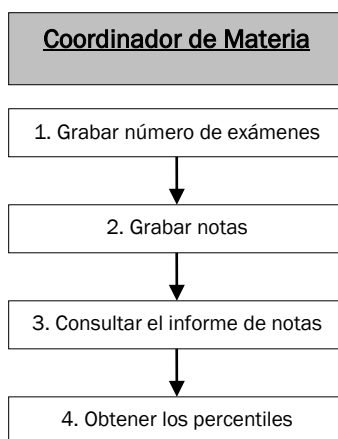 Coordinador de Materia
1. Grabar número de exámenes
2. Grabar notas
3. Consultar el informe de notas
4. Obtener los percentiles